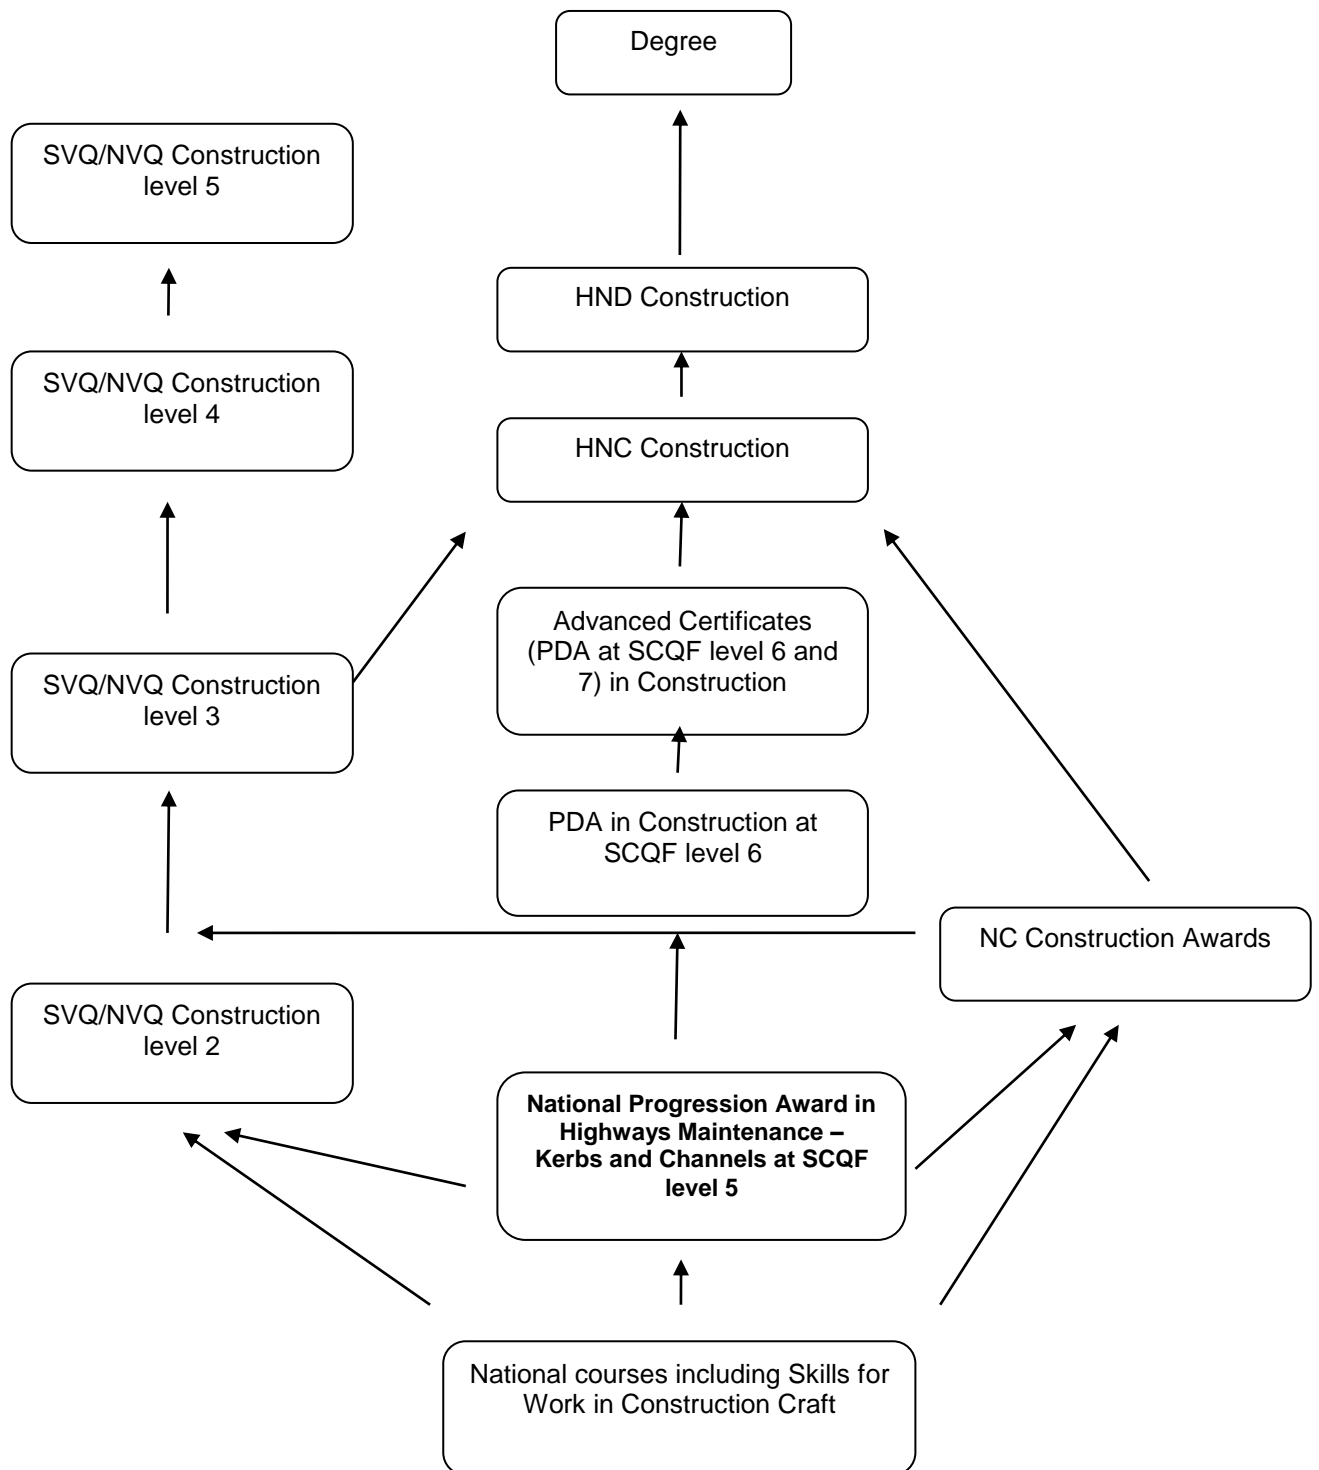 Degree
SVQ/NVQ Construction
level 5
HND Construction
SVQ/NVQ Construction
level 4
HNC Construction
Advanced Certificates
(PDA at SCQF level 6 and
7) in Construction
SVQ/NVQ Construction
level 3
PDA in Construction at
SCQF level 6
NC Construction Awards
SVQ/NVQ Construction
level 2
National Progression Award in
Highways Maintenance –
Kerbs and Channels at SCQF
level 5
National courses including Skills for
Work in Construction Craft